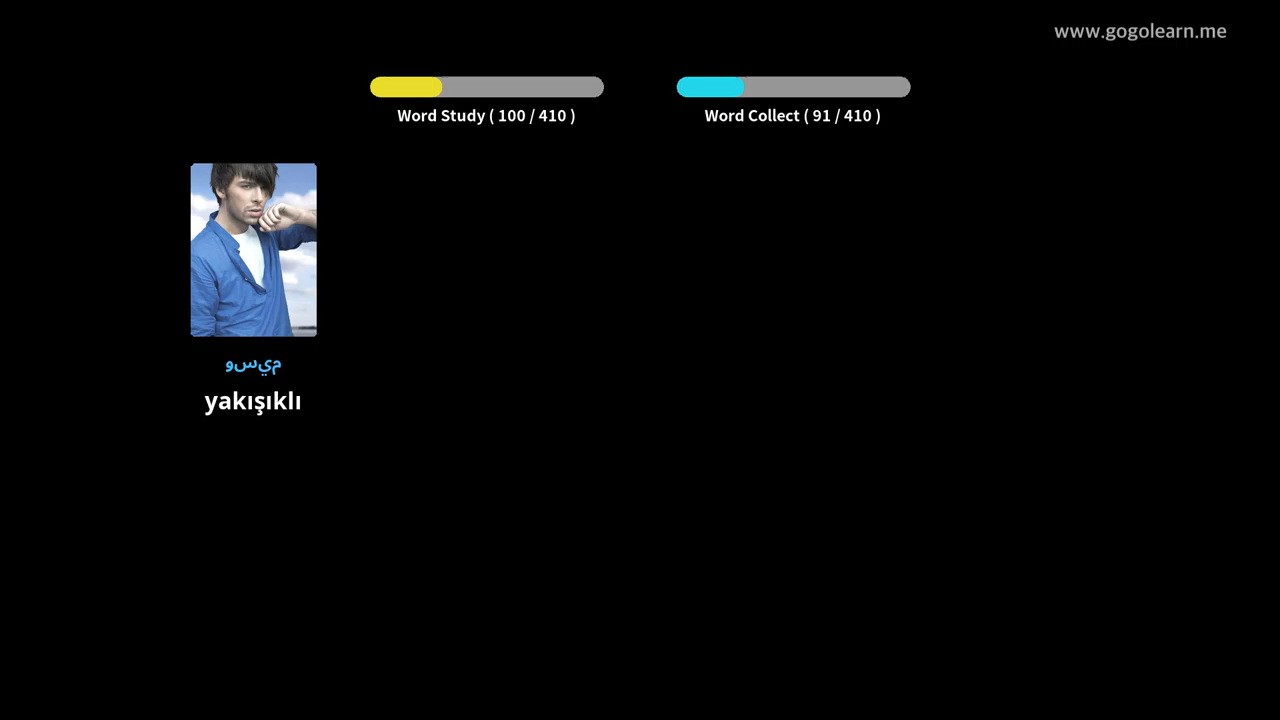 www.gogolearn.me
Word Study ( 100 / 410 )
Word Collect ( 91 / 410 )
وسيم
yakışıklı